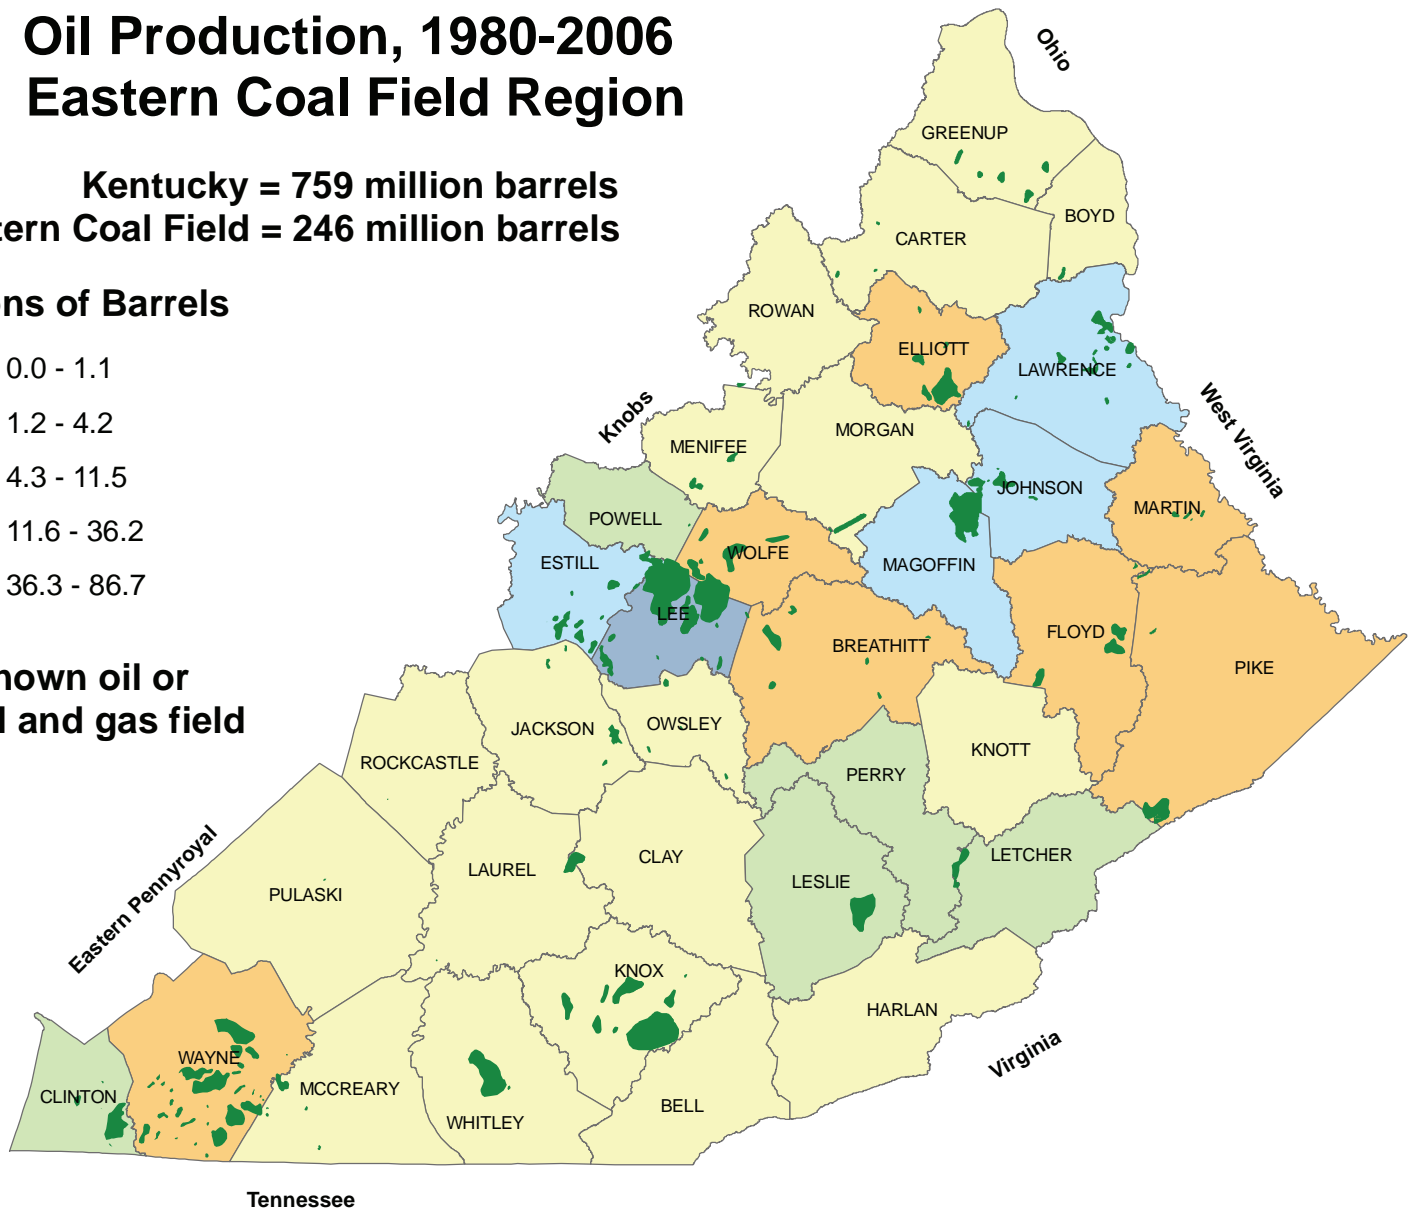 Oil Production, 1980-2006
Eastern Coal Field Region
Kentucky = 759 million barrels
tern Coal Field = 246 million barrels
ons of Barrels
0.0 - 1.1
1.2 - 4.2
4.3 - 11.5
11.6 - 36.2
36.3 - 86.7
nown oil or
l and gas field
Ohio
GREENUP
BOYD
CARTER
ROWAN
ELLIOTT
LAWRENCE
West Virginia
Knobs
MORGAN
MENIFEE
JOHNSON
MARTIN
POWELL
WOLFE
ESTILL
MAGOFFIN
LEE
FLOYD
BREATHITT
PIKE
OWSLEY
JACKSON
KNOTT
ROCKCASTLE
PERRY
Eastern Pennyroyal
CLAY
LETCHER
LAUREL
LESLIE
PULASKI
KNOX
HARLAN
Virginia
WAYNE
MCCREARY
CLINTON
BELL
WHITLEY
Tennessee